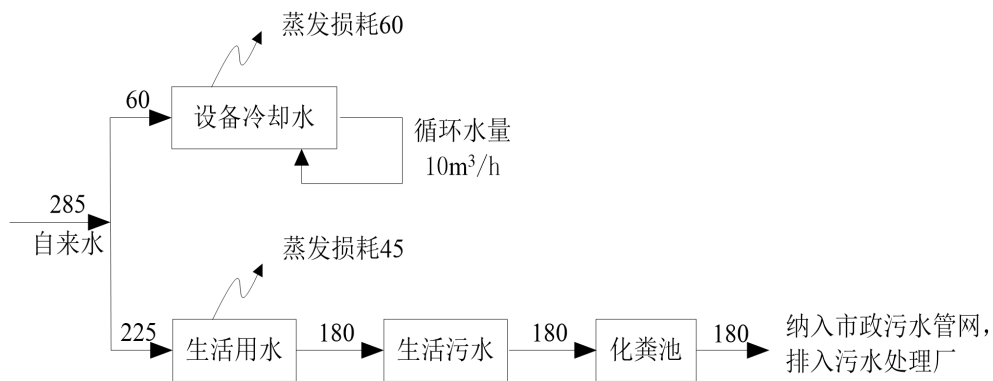 蒸发损耗60
60
设备冷却水
循环水量
10m³/h
285
自来水
蒸发损耗45
225
生活用水
180
生活污水
180
化粪池
180
纳入市政污水管网，
排入污水处理厂